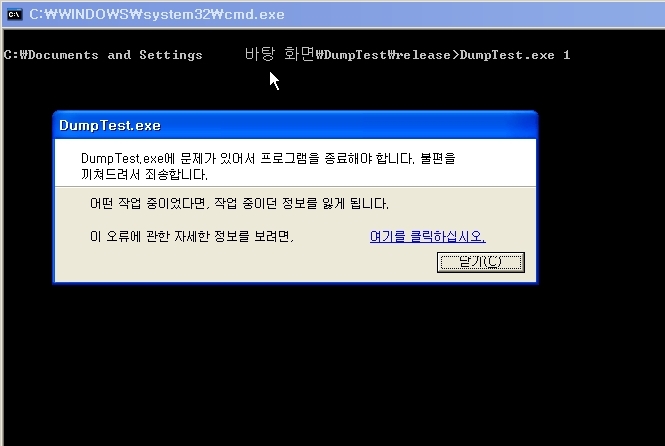 C:\WINDOWS\system32\cmd.exe
C:\Documents and Settings 바탕 화면\DumpTest\release>DumpTest.exe 1
DumpTest.exe
DumpTest.exe에 문제가 있어서 프로그램을 종료해야 합니다. 불편을
끼쳐드려서 죄송합니다.
어떤 작업 중이었다면, 작업 중이던 정보를 잃게 됩니다.
이 오류에 관한 자세한 정보를 보려면, 여기를 클릭하십시오.
닫기(C)